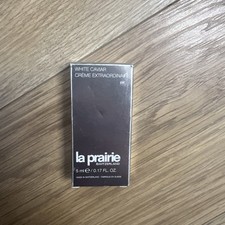 WHITE CAVIAR
CRÈME EXTRAORDINAIRE
la prairie
SWITZERLAND
5 ml ℮ / 0.17 FL. OZ.